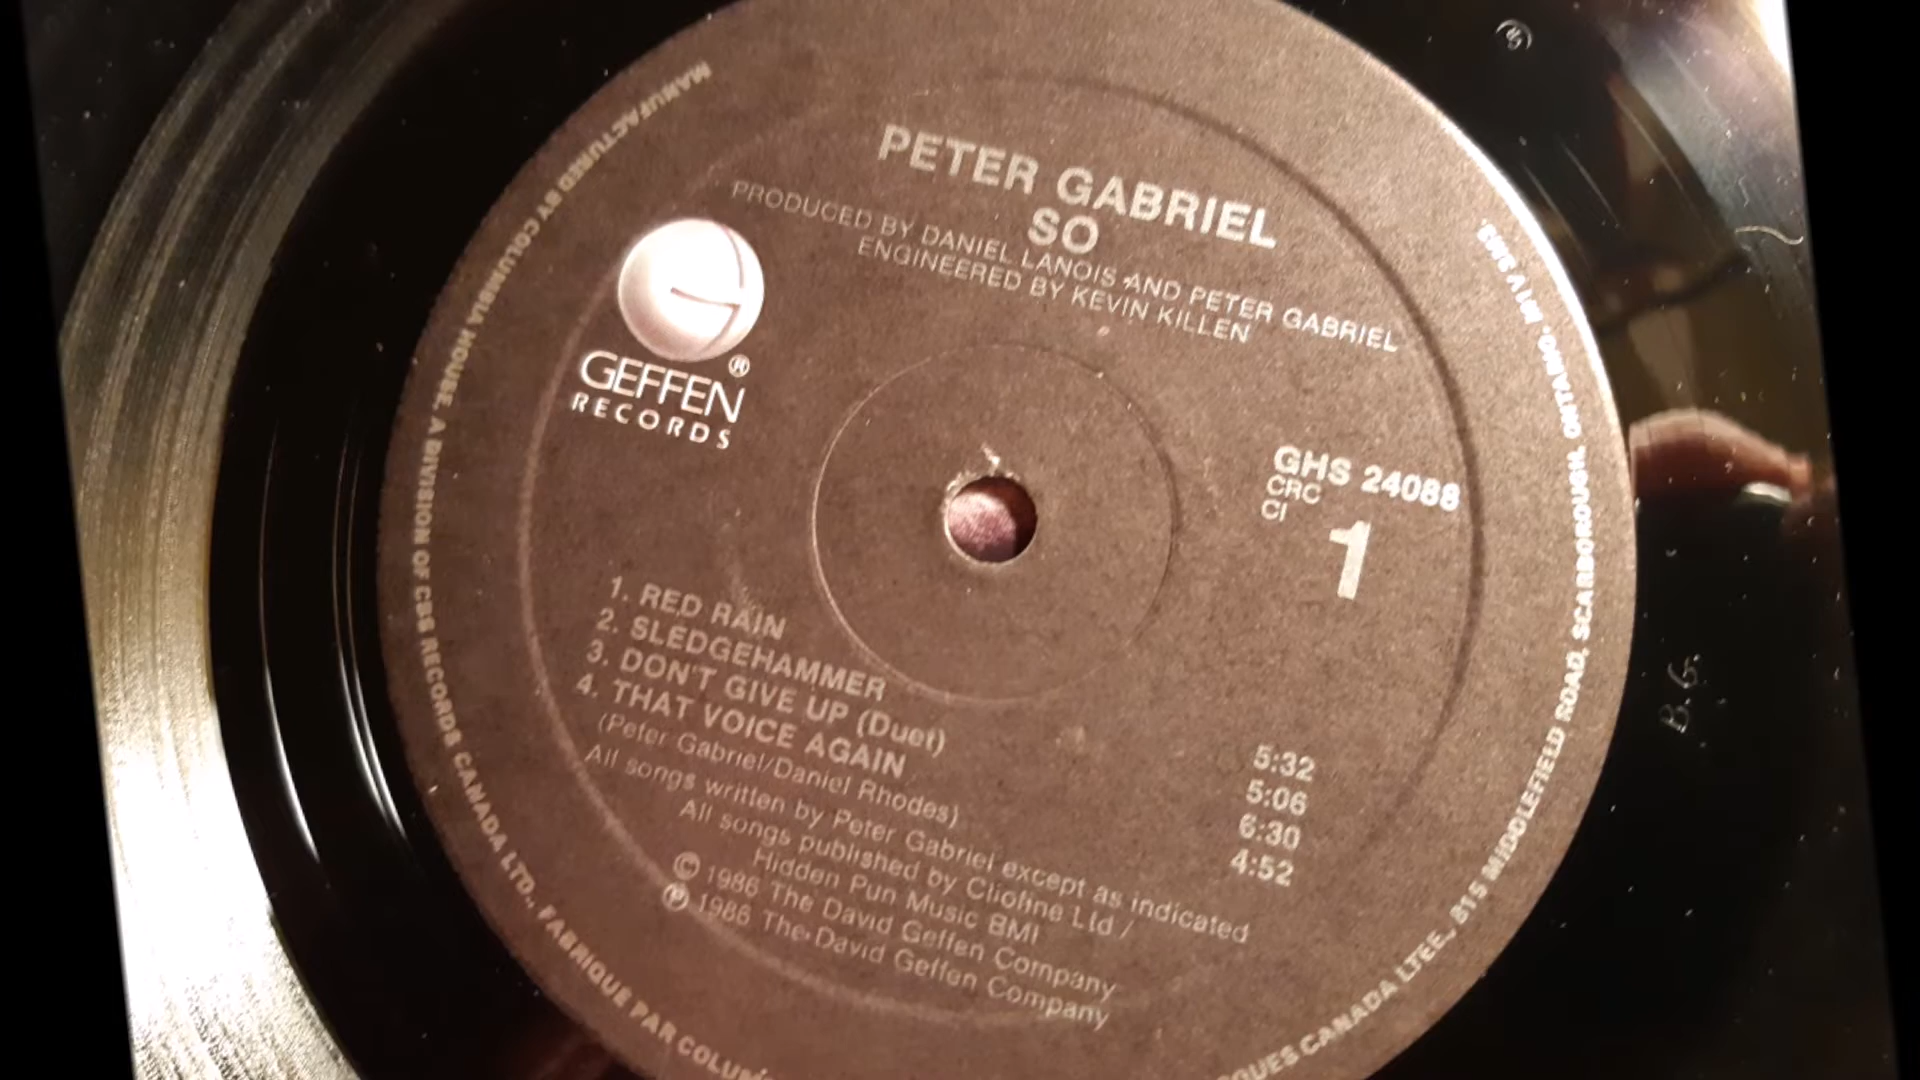 PETER GABRIEL
SO
PRODUCED BY DANIEL LANOIS AND PETER GABRIEL
ENGINEERED BY KEVIN KILLEN
GEFFEN®
RECORDS
GHS 24088
CRC
CI
1
1. RED RAIN 5:32
2. SLEDGEHAMMER 5:06
3. DON'T GIVE UP (Duet) 6:30
4. THAT VOICE AGAIN 4:52
(Peter Gabriel/Daniel Rhodes)
All songs written by Peter Gabriel except as indicated
All songs published by Cliofine Ltd /
Hidden Pun Music BMI
© 1986 The David Geffen Company
℗ 1986 The David Geffen Company
MANUFACTURED BY COLUMBIA HOUSE, A DIVISION OF CBS RECORDS CANADA LTD., FABRIQUE PAR
CANADA LTEE., 815 MIDDLEFIELD ROAD, SCARBOROUGH, ONTARIO, M1V
B.G.